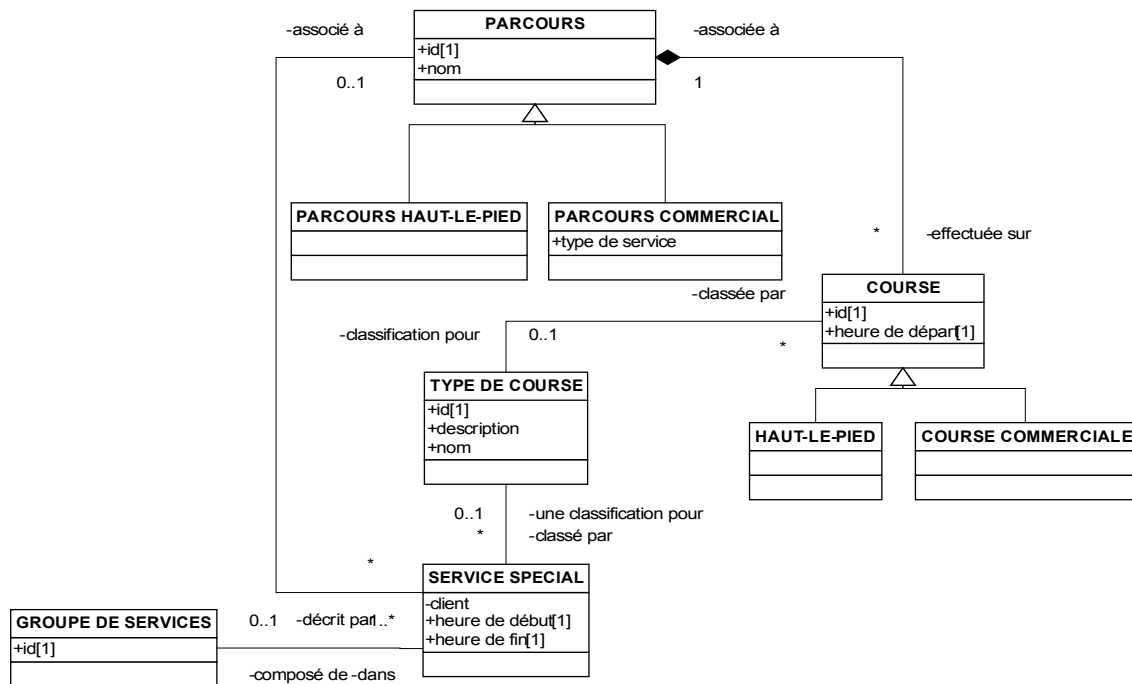 PARCOURS
+id[1]
+nom
-associé à
0..1
-associée à
1
PARCOURS HAUT-LE-PIED
PARCOURS COMMERCIAL
+type de service
*
-effectuée sur
COURSE
+id[1]
+heure de départ[1]
-classée par
-classification pour
0..1
*
TYPE DE COURSE
+id[1]
+description
+nom
HAUT-LE-PIED
COURSE COMMERCIALE
0..1
-une classification pour
*
-classé par
*
SERVICE SPECIAL
-client
+heure de début[1]
+heure de fin[1]
GROUPE DE SERVICES
+id[1]
0..1
-décrit par
1..*
-composé de -dans